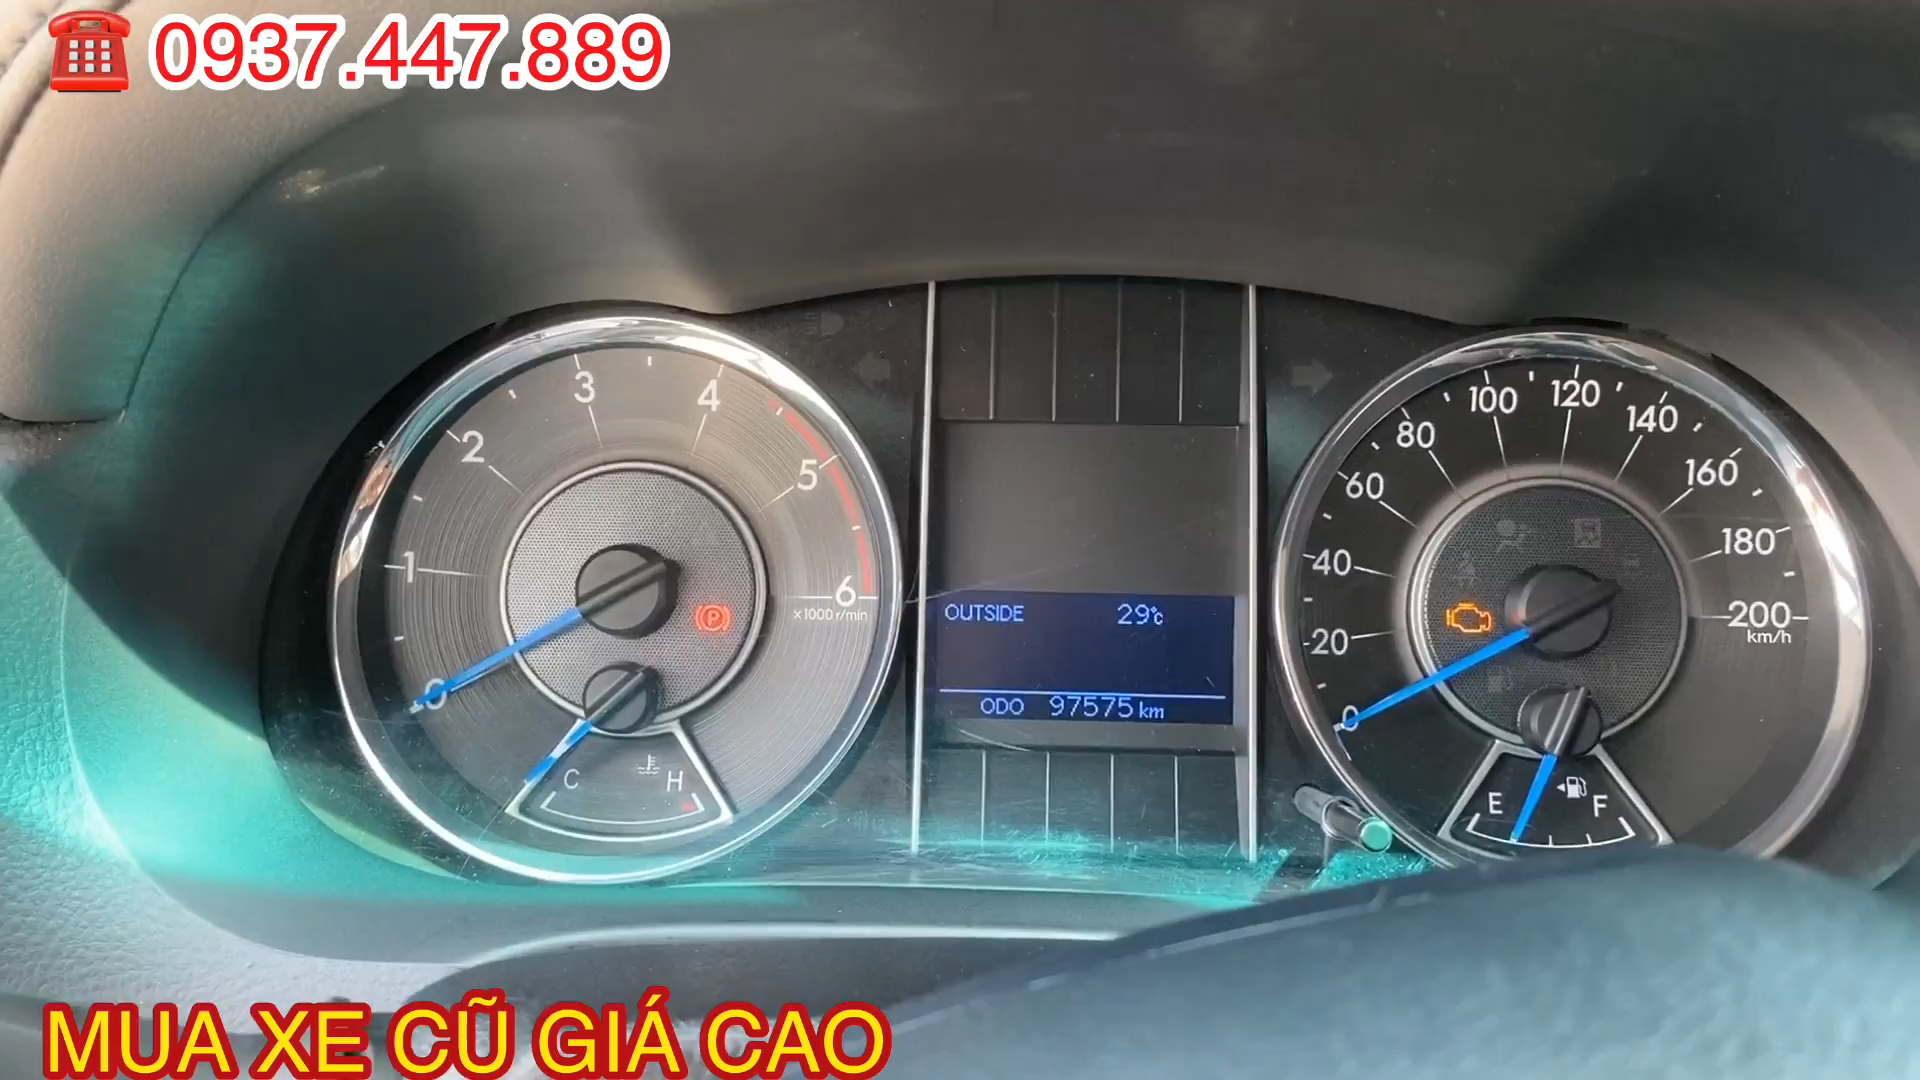 0937.447.889
0 1 2 3 4 5 6
x1000 r/min
P
C H
OUTSIDE 29°C
ODO 97575 km
0 20 40 60 80 100 120 140 160 180 200
km/h
E F
MUA XE CŨ GIÁ CAO